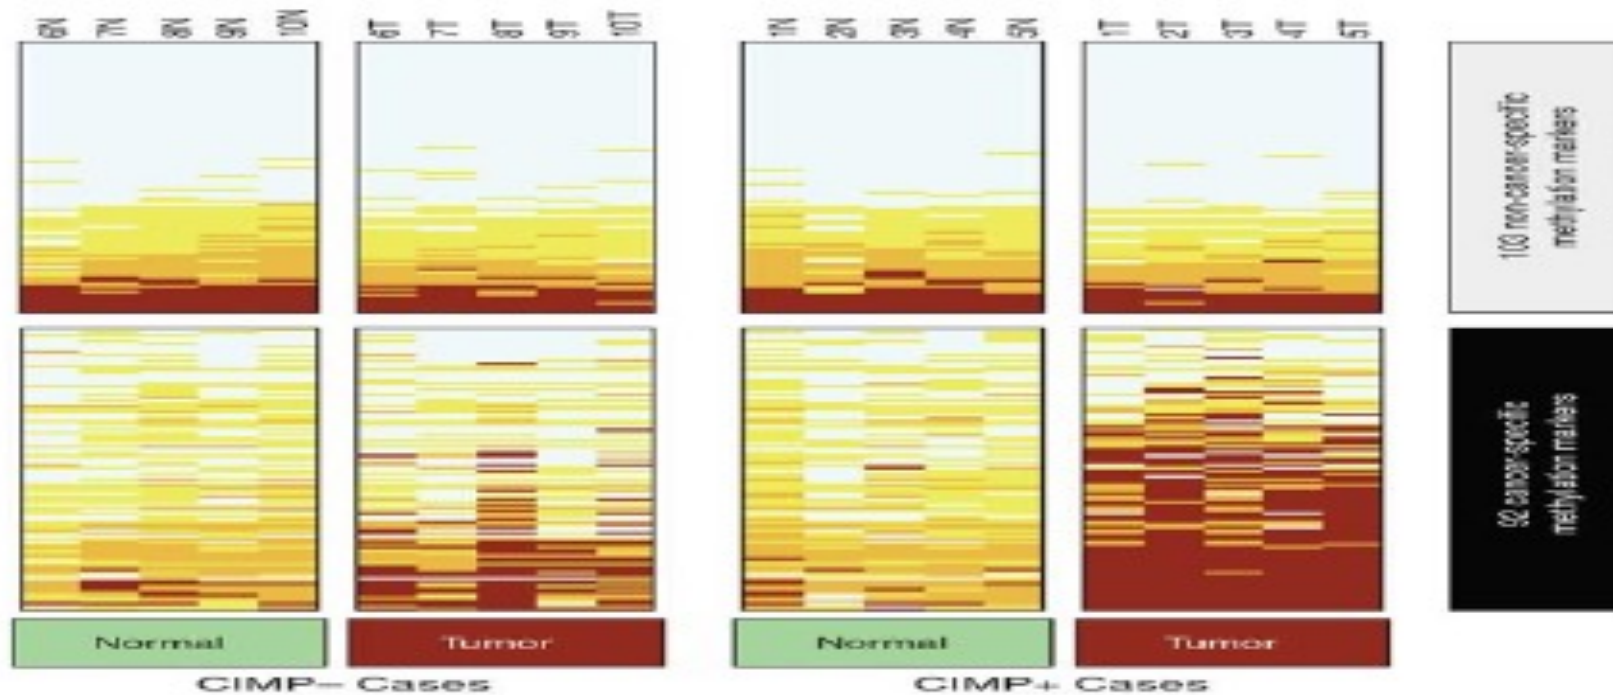 6N 7N 8N 9N 10N 6T 7T 8T 9T 10T 1N 2N 3N 4N 5N 1T 2T 3T 4T 5T
103 non-cancer-specific
methylation markers
92 cancer-specific
methylation markers
Normal Tumor Normal Tumor
CIMP– Cases CIMP+ Cases